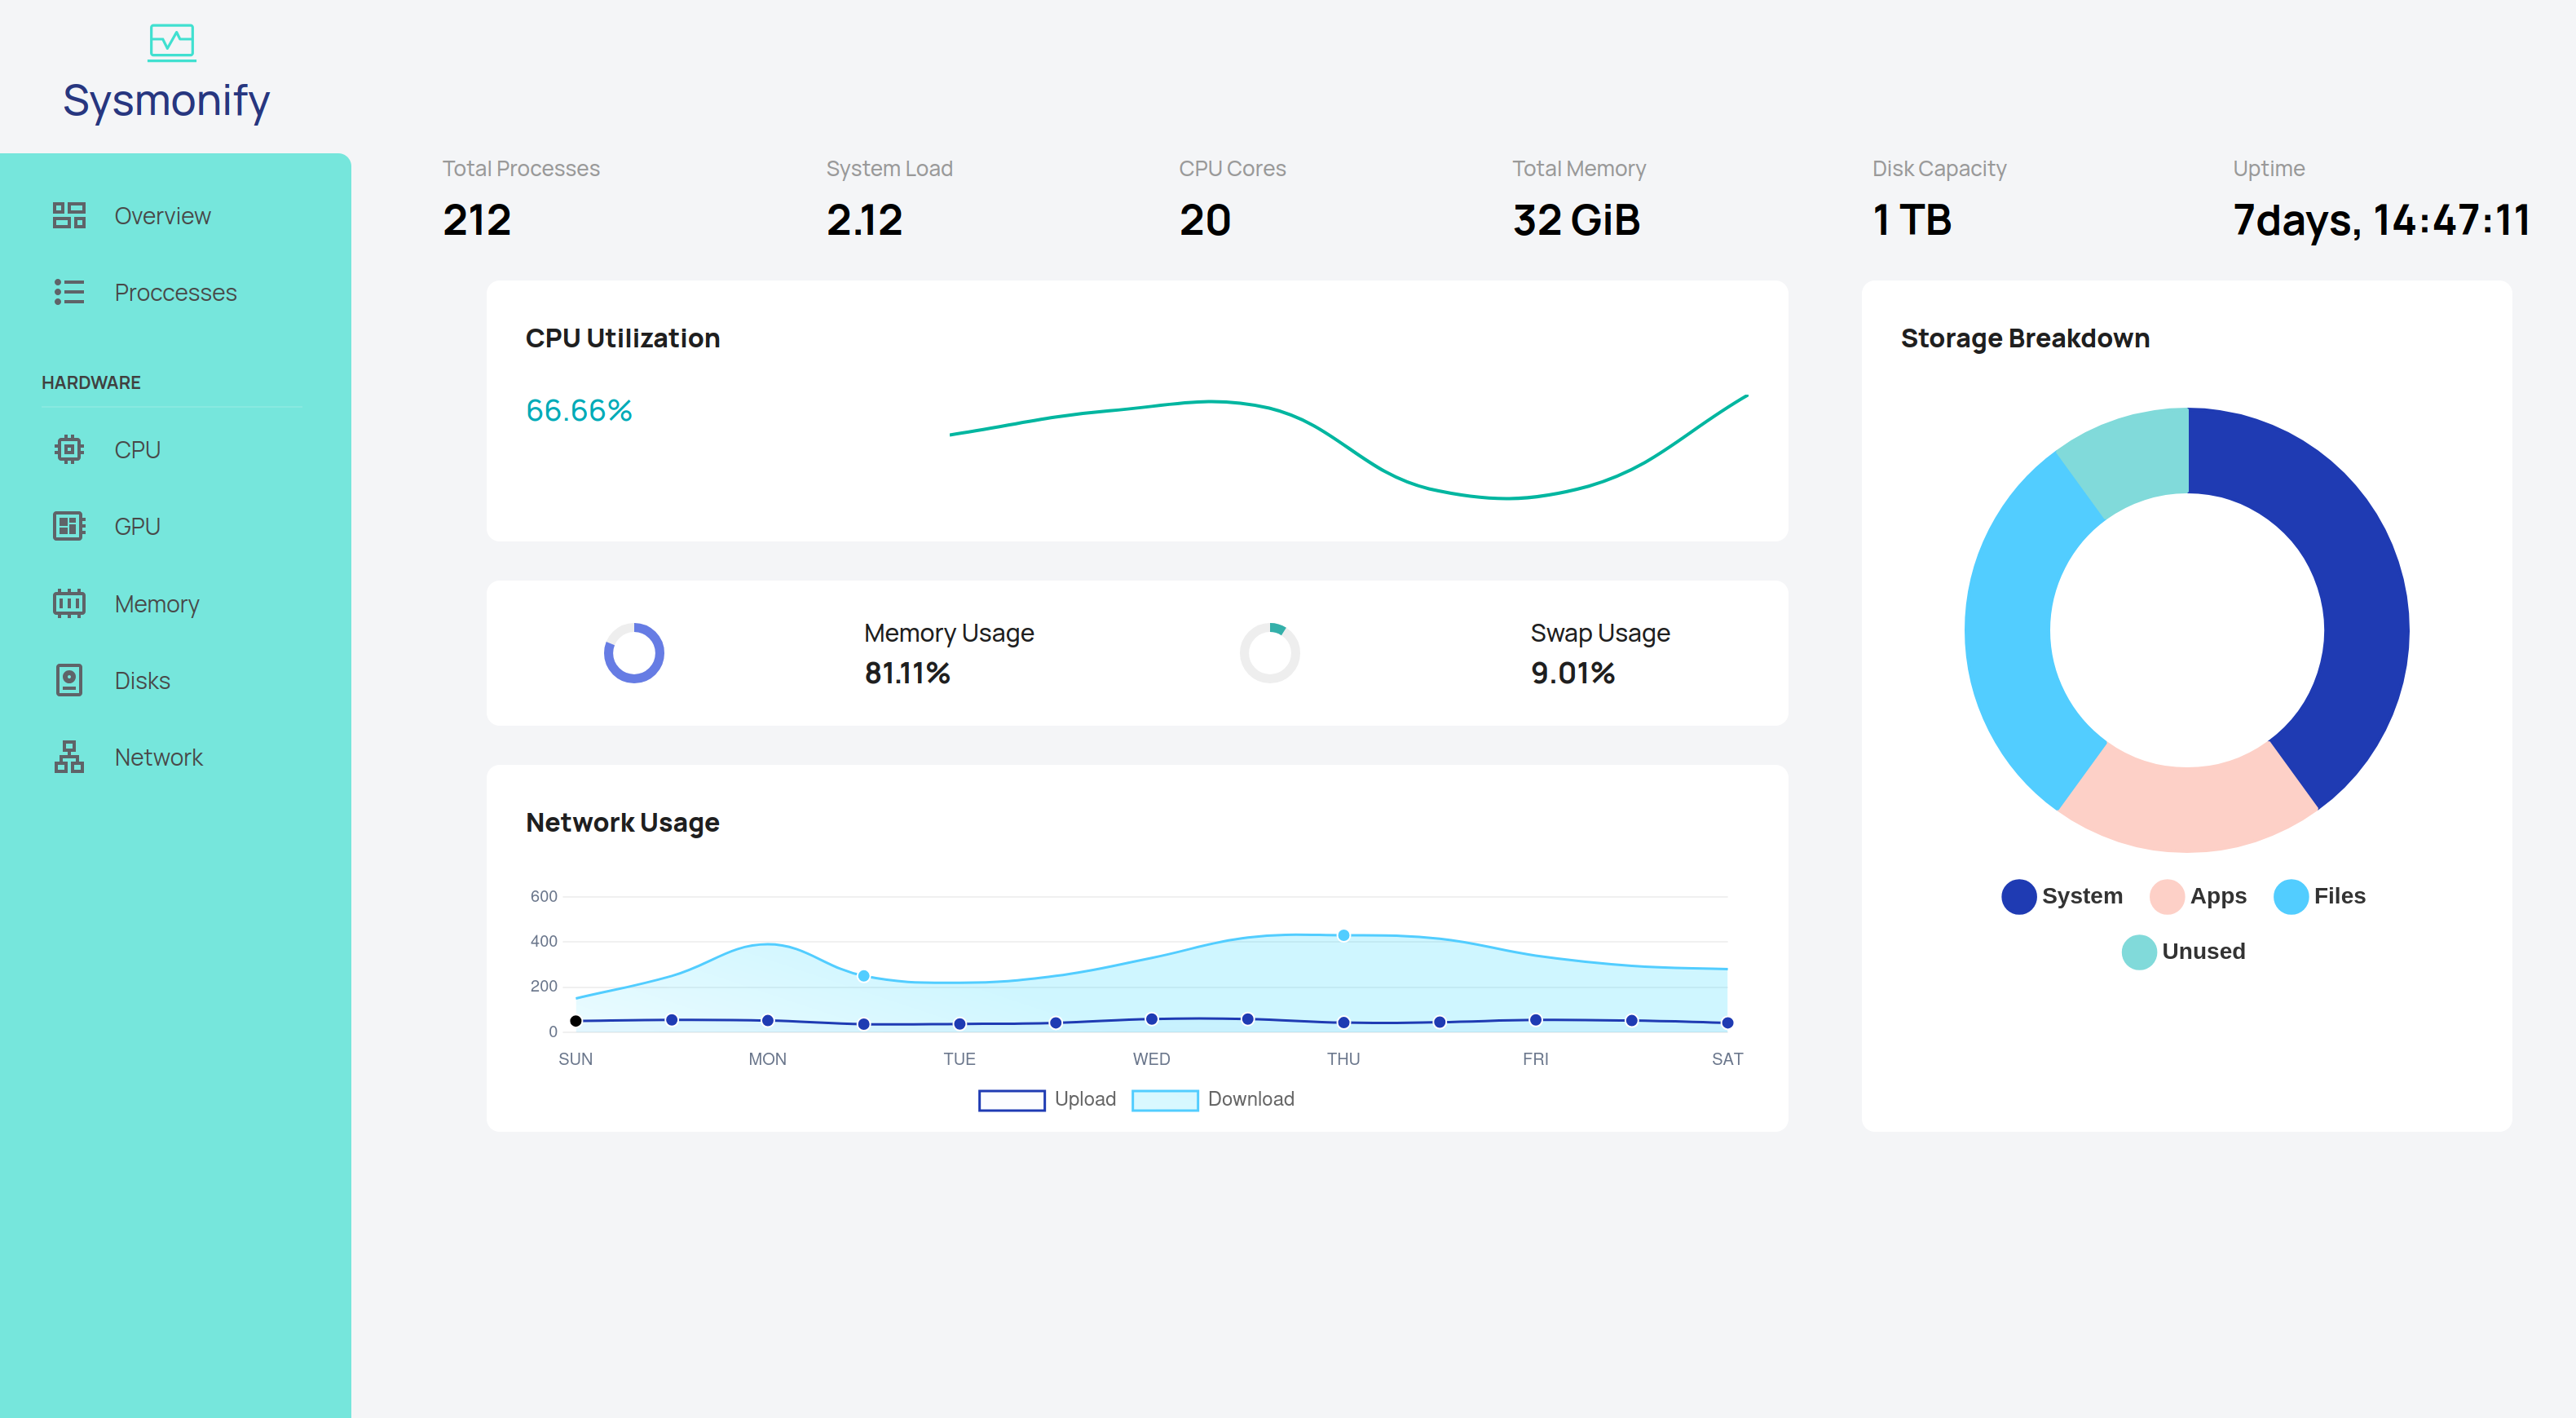 Sysmonify
Overview
Proccesses
HARDWARE
CPU
GPU
Memory
Disks
Network
Total Processes
212
System Load
2.12
CPU Cores
20
Total Memory
32 GiB
Disk Capacity
1 TB
Uptime
7days, 14:47:11
CPU Utilization
66.66%
Memory Usage
81.11%
Swap Usage
9.01%
Network Usage
600
400
200
0
SUN MON TUE WED THU FRI SAT
Upload Download
Storage Breakdown
System Apps Files
Unused